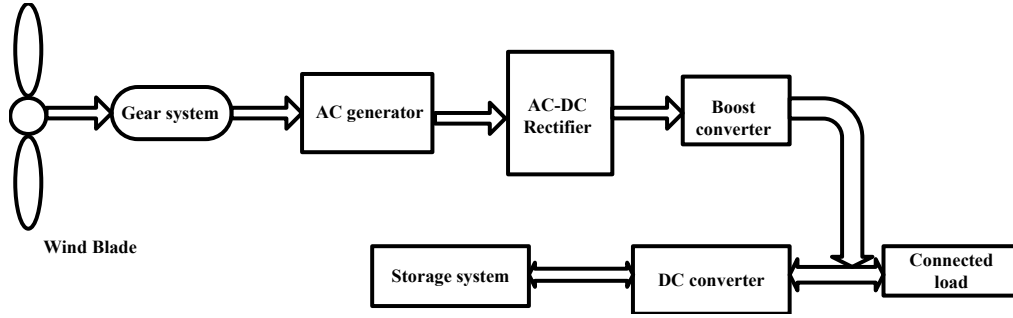 Gear system
AC generator
AC-DC
Rectifier
Boost
converter
Wind Blade
Storage system
DC converter
Connected
load